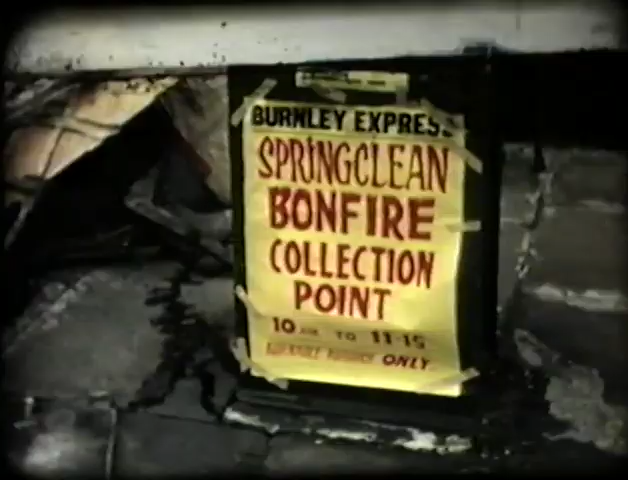 BURNLEY EXPRESS
SPRINGCLEAN
BONFIRE
COLLECTION
POINT
10 AM TO 11-15
ONLY